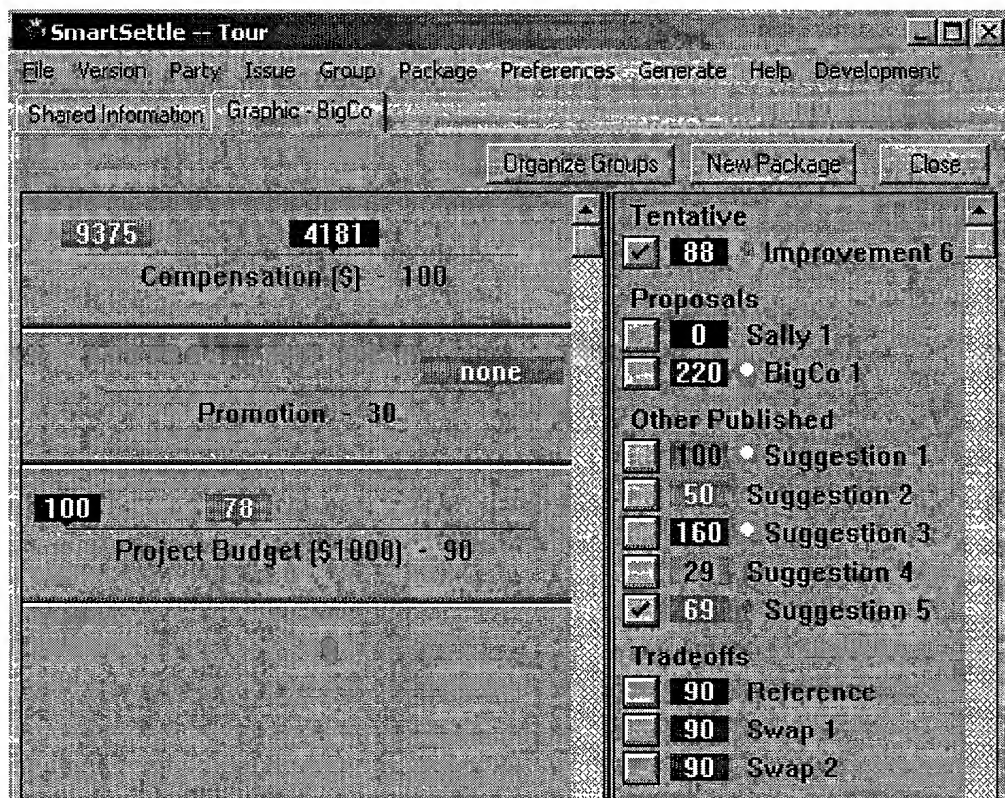 SmartSettle -- Tour
File Version Party Issue Group Package Preferences Generate Help Development
Shared Information Graphic - BigCo
Organize Groups New Package Close
9375 4181
Compensation ($) - 100
none
Promotion - 30
100 78
Project Budget ($1000) - 90
Tentative
88 Improvement 6
Proposals
0 Sally 1
220 BigCo 1
Other Published
100 Suggestion 1
50 Suggestion 2
160 Suggestion 3
29 Suggestion 4
69 Suggestion 5
Tradeoffs
90 Reference
90 Swap 1
90 Swap 2